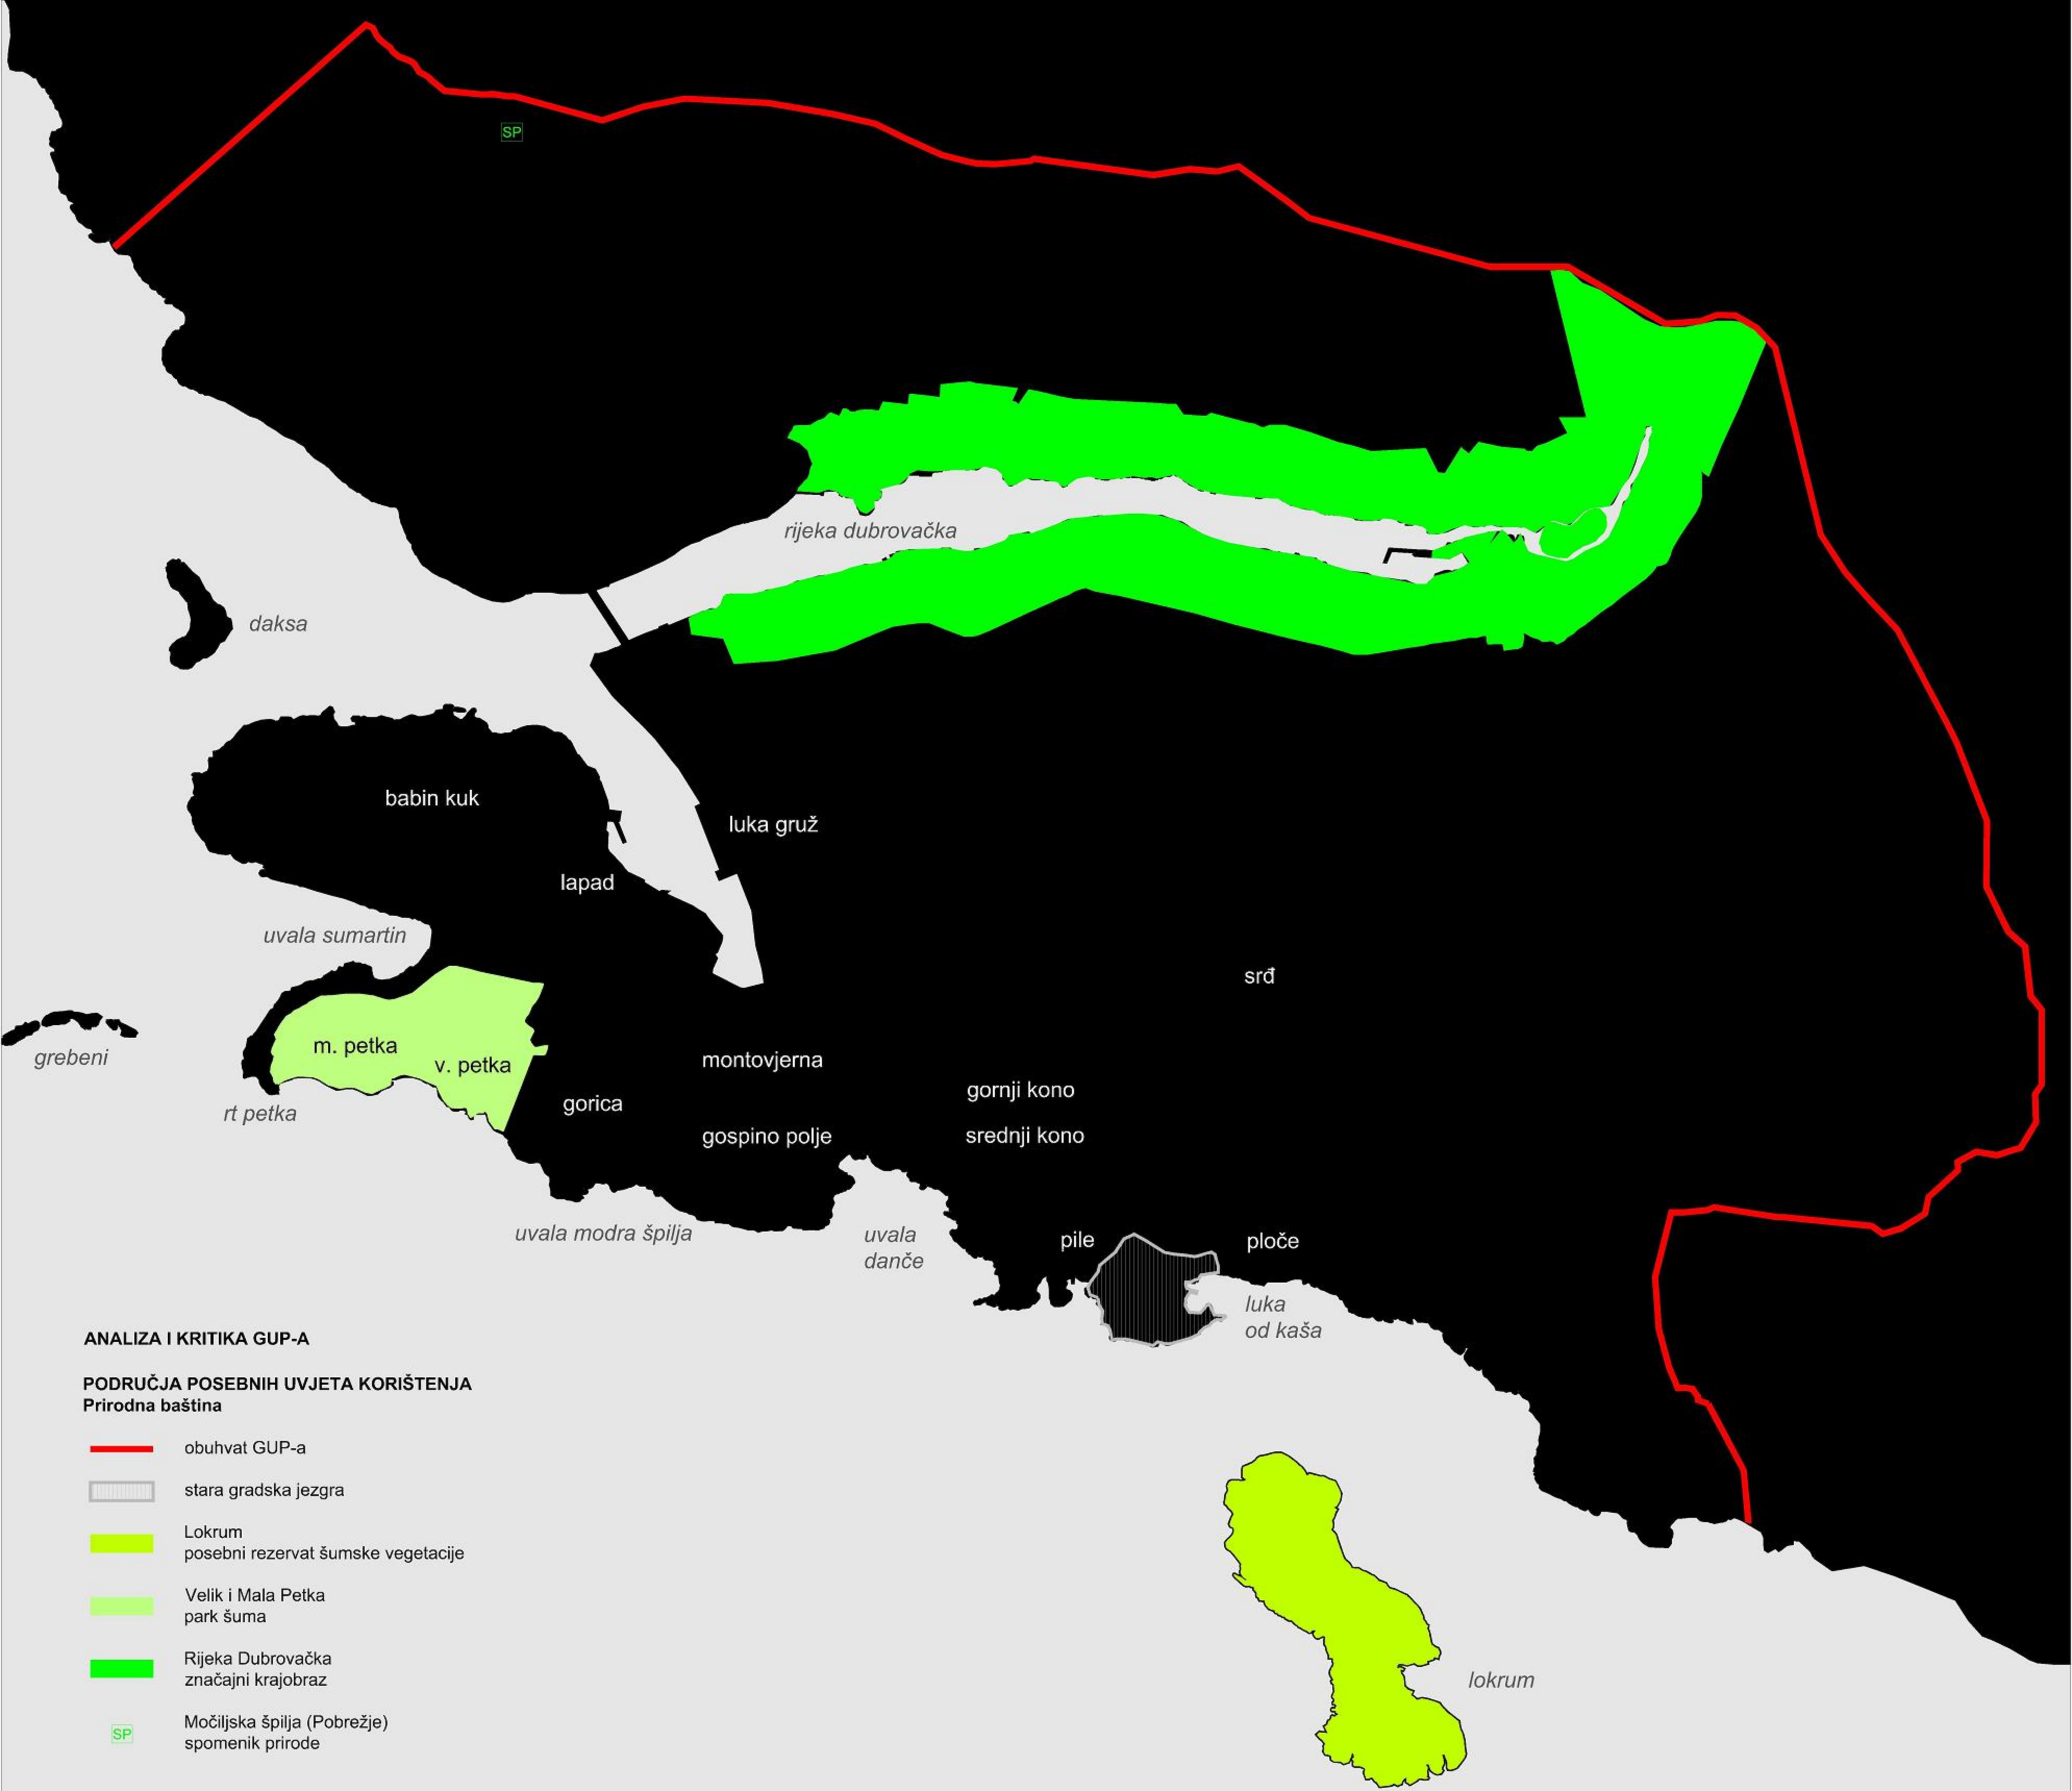 SP
rijeka dubrovačka
daksa
babin kuk
luka gruž
lapad
uvala sumartin
srđ
m. petka
v. petka
grebeni
montovjerna
gornji kono
rt petka
gorica
gospino polje
srednji kono
uvala modra špilja
uvala
danče
pile
ploče
luka
od kaša
ANALIZA I KRITIKA GUP-A
PODRUČJA POSEBNIH UVJETA KORIŠTENJA
Prirodna baština
obuhvat GUP-a
stara gradska jezgra
Lokrum
posebni rezervat šumske vegetacije
Velik i Mala Petka
park šuma
Rijeka Dubrovačka
značajni krajobraz
SP
Močiljska špilja (Pobrežje)
spomenik prirode
lokrum